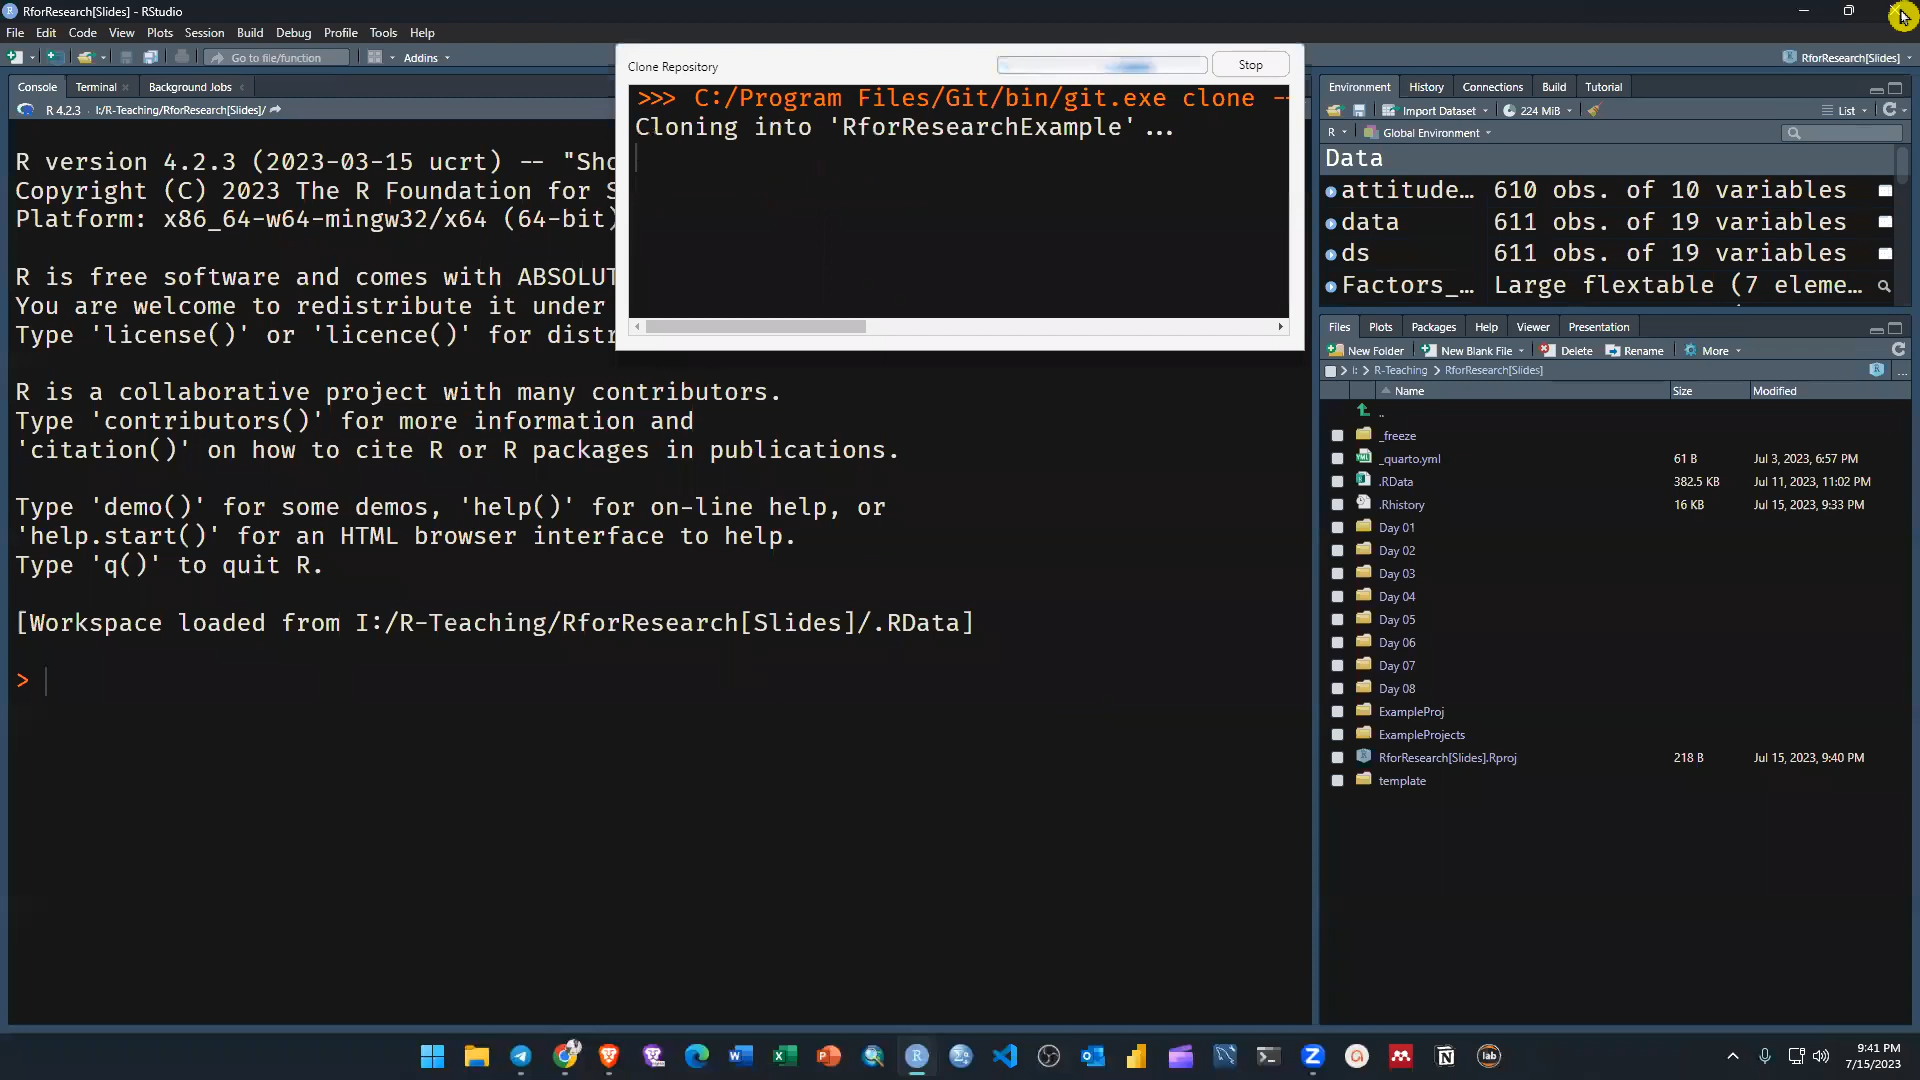 RforResearch[Slides] - RStudio
File Edit Code View Plots Session Build Debug Profile Tools Help
Go to file/function
Addins
RforResearch[Slides]
Clone Repository
Stop
>>> C:/Program Files/Git/bin/git.exe clone -
Cloning into 'RforResearchExample'...
Console Terminal Background Jobs
R 4.2.3 . I:/R-Teaching/RforResearch[Slides]/
R version 4.2.3 (2023-03-15 ucrt) -- "Sho
Copyright (C) 2023 The R Foundation for S
Platform: x86_64-w64-mingw32/x64 (64-bit)
R is free software and comes with ABSOLUT
You are welcome to redistribute it under
Type 'license()' or 'licence()' for distr
R is a collaborative project with many contributors.
Type 'contributors()' for more information and
'citation()' on how to cite R or R packages in publications.
Type 'demo()' for some demos, 'help()' for on-line help, or
'help.start()' for an HTML browser interface to help.
Type 'q()' to quit R.
[Workspace loaded from I:/R-Teaching/RforResearch[Slides]/.RData]
>
Environment History Connections Build Tutorial
Import Dataset 224 MiB List
R Global Environment
Data
attitude... 610 obs. of 10 variables
data 611 obs. of 19 variables
ds 611 obs. of 19 variables
Factors_... Large flextable (7 eleme...
Files Plots Packages Help Viewer Presentation
New Folder New Blank File Delete Rename More
I: R-Teaching RforResearch[Slides] ...
Name Size Modified
..
_freeze
_quarto.yml 61 B Jul 3, 2023, 6:57 PM
.RData 382.5 KB Jul 11, 2023, 11:02 PM
.Rhistory 16 KB Jul 15, 2023, 9:33 PM
Day 01
Day 02
Day 03
Day 04
Day 05
Day 06
Day 07
Day 08
ExampleProj
ExampleProjects
RforResearch[Slides].Rproj 218 B Jul 15, 2023, 9:40 PM
template
lab
9:41 PM
7/15/2023